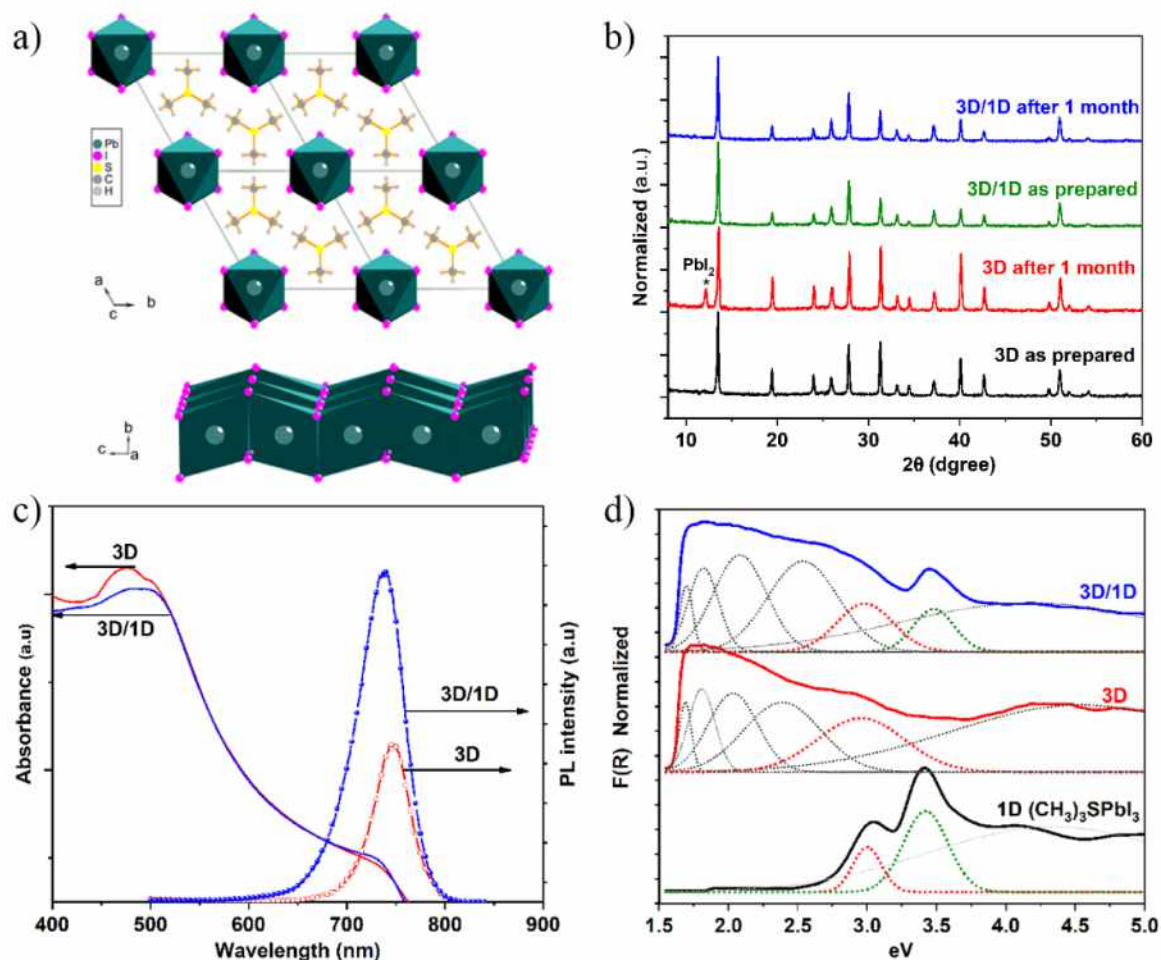 a)
Pb
I
S
C
H
a
c
b
b
c
a
b)
3D/1D after 1 month
3D/1D as prepared
PbI2
*
3D after 1 month
3D as prepared
Normalized (a.u.)
10 20 30 40 50 60
2θ (dgree)
c)
3D
3D/1D
3D/1D
3D
Absorbance (a.u)
PL intensity (a.u)
400 500 600 700 800 900
Wavelength (nm)
d)
3D/1D
3D
1D (CH3)3SPbI3
F(R) Normalized
1.5 2.0 2.5 3.0 3.5 4.0 4.5 5.0
eV